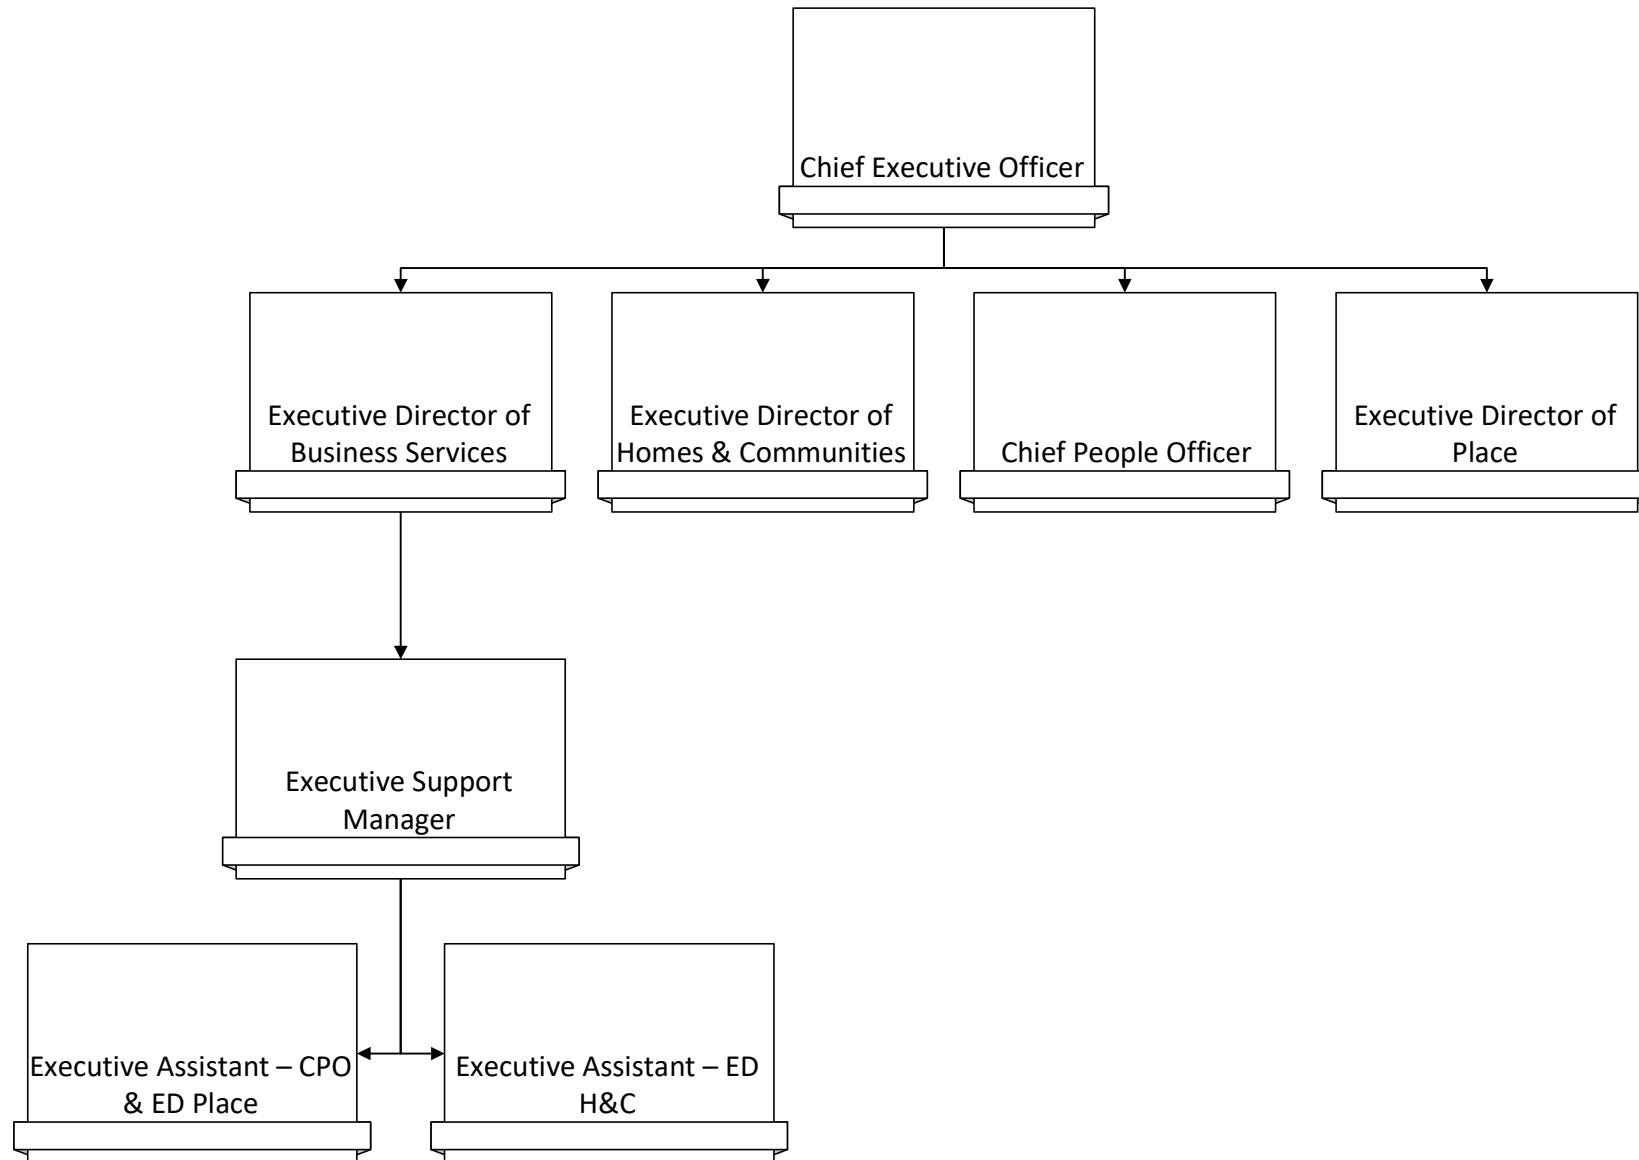 Chief Executive Officer
Executive Director of
Business Services
Executive Director of
Homes & Communities
Chief People Officer
Executive Director of
Place
Executive Support
Manager
Executive Assistant – CPO
& ED Place
Executive Assistant – ED
H&C